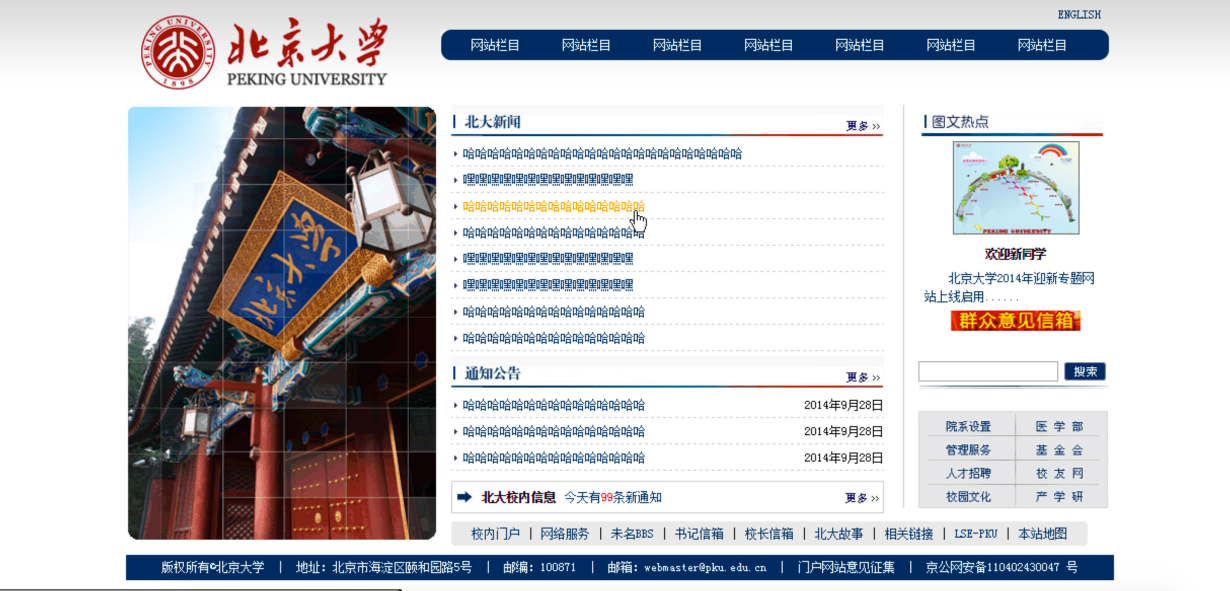 ENGLISH
北京大学
PEKING UNIVERSITY
PEKING UNIVERSITY
1898
网站栏目 网站栏目 网站栏目 网站栏目 网站栏目 网站栏目 网站栏目
北京大学
北大新闻 更多 >>
哈哈哈哈哈哈哈哈哈哈哈哈哈哈哈哈哈哈哈哈哈哈哈
嘿嘿嘿嘿嘿嘿嘿嘿嘿嘿嘿嘿嘿嘿
哈哈哈哈哈哈哈哈哈哈哈哈哈哈哈
哈哈哈哈哈哈哈哈哈哈哈哈哈哈哈
嘿嘿嘿嘿嘿嘿嘿嘿嘿嘿嘿嘿嘿嘿
嘿嘿嘿嘿嘿嘿嘿嘿嘿嘿嘿嘿嘿嘿
哈哈哈哈哈哈哈哈哈哈哈哈哈哈哈
哈哈哈哈哈哈哈哈哈哈哈哈哈哈哈
通知公告 更多 >>
哈哈哈哈哈哈哈哈哈哈哈哈哈哈哈 2014年9月28日
哈哈哈哈哈哈哈哈哈哈哈哈哈哈哈 2014年9月28日
哈哈哈哈哈哈哈哈哈哈哈哈哈哈哈 2014年9月28日
北大校内信息 今天有99条新通知 更多 >>
图文热点
PEKING UNIVERSITY
欢迎新同学
北京大学2014年迎新专题网
站上线启用......
群众意见信箱
搜索
院系设置 医 学 部
管理服务 基 金 会
人才招聘 校 友 网
校园文化 产 学 研
校内门户 | 网络服务 | 未名BBS | 书记信箱 | 校长信箱 | 北大故事 | 相关链接 | LSE-PKU | 本站地图
版权所有©北京大学 | 地址：北京市海淀区颐和园路5号 | 邮编：100871 | 邮箱：webmaster@pku.edu.cn | 门户网站意见征集 | 京公网安备110402430047 号